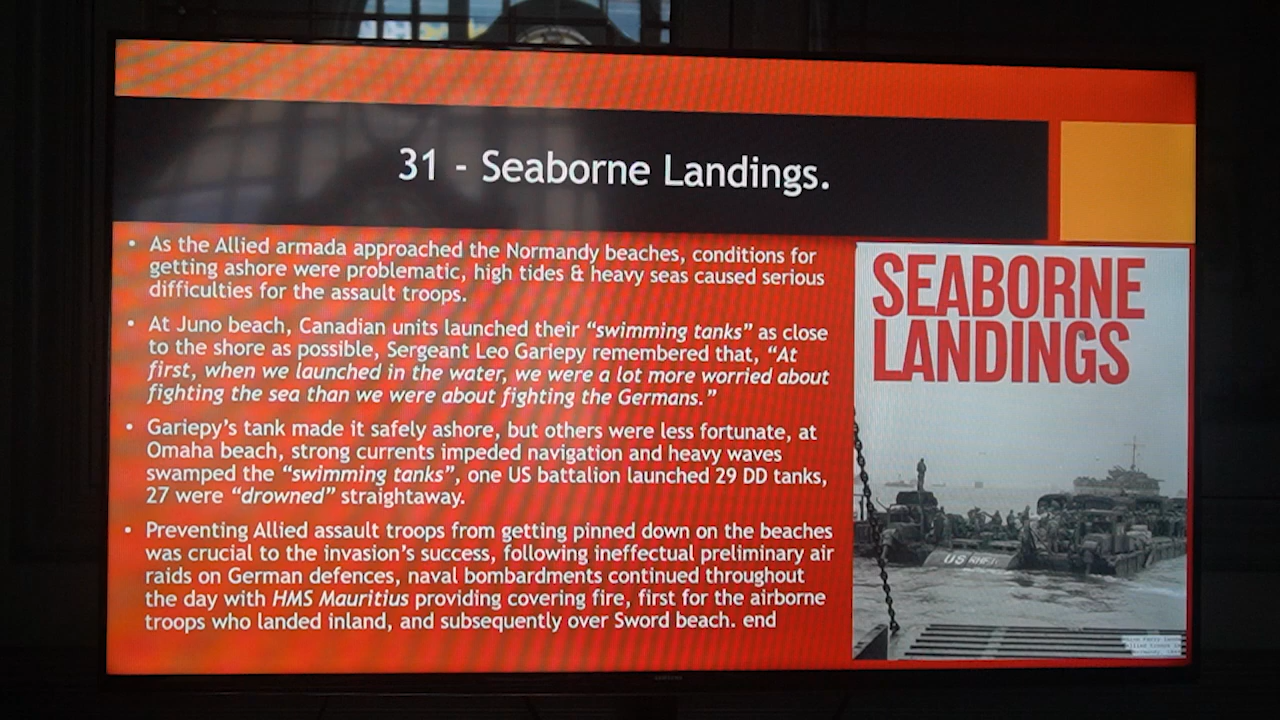 31 - Seaborne Landings.
• As the Allied armada approached the Normandy beaches, conditions for
getting ashore were problematic, high tides & heavy seas caused serious
difficulties for the assault troops.
• At Juno beach, Canadian units launched their “swimming tanks” as close
to the shore as possible, Sergeant Leo Gariepy remembered that, “At
first, when we launched in the water, we were a lot more worried about
fighting the sea than we were about fighting the Germans.”
• Gariepy’s tank made it safely ashore, but others were less fortunate, at
Omaha beach, strong currents impeded navigation and heavy waves
swamped the “swimming tanks”, one US battalion launched 29 DD tanks,
27 were “drowned” straightaway.
• Preventing Allied assault troops from getting pinned down on the beaches
was crucial to the invasion’s success, following ineffectual preliminary air
raids on German defences, naval bombardments continued throughout
the day with HMS Mauritius providing covering fire, first for the airborne
troops who landed inland, and subsequently over Sword beach. end
SEABORNE
LANDINGS
US
SAMSUNG